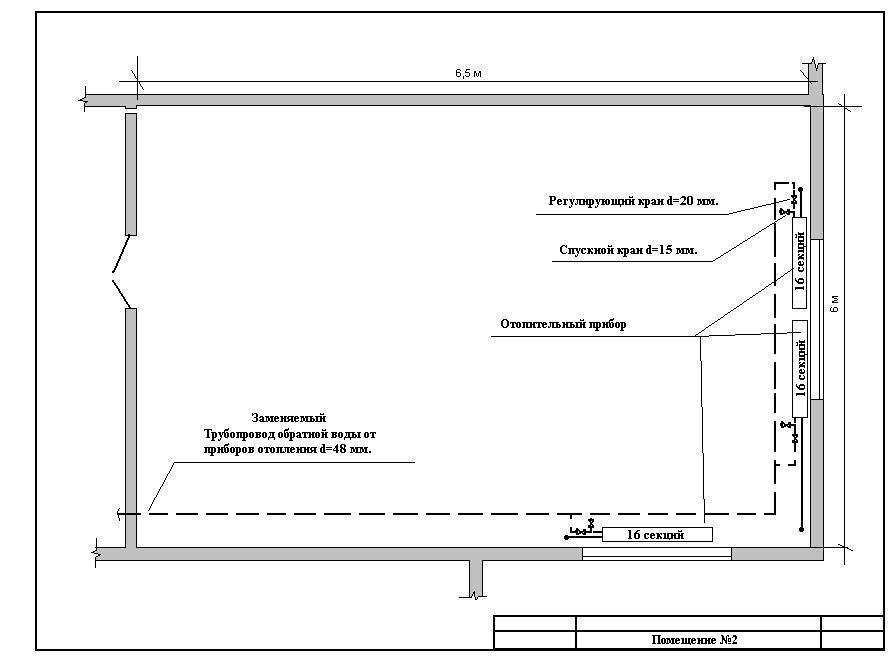 6,5 м
Регулирующий кран d=20 мм.
Спускной кран d=15 мм.
16 секций
6 м
Отопительный прибор
16 секций
Заменяемый
Трубопровод обратной воды от
приборов отопления d=48 мм.
16 секций
Помещение №2